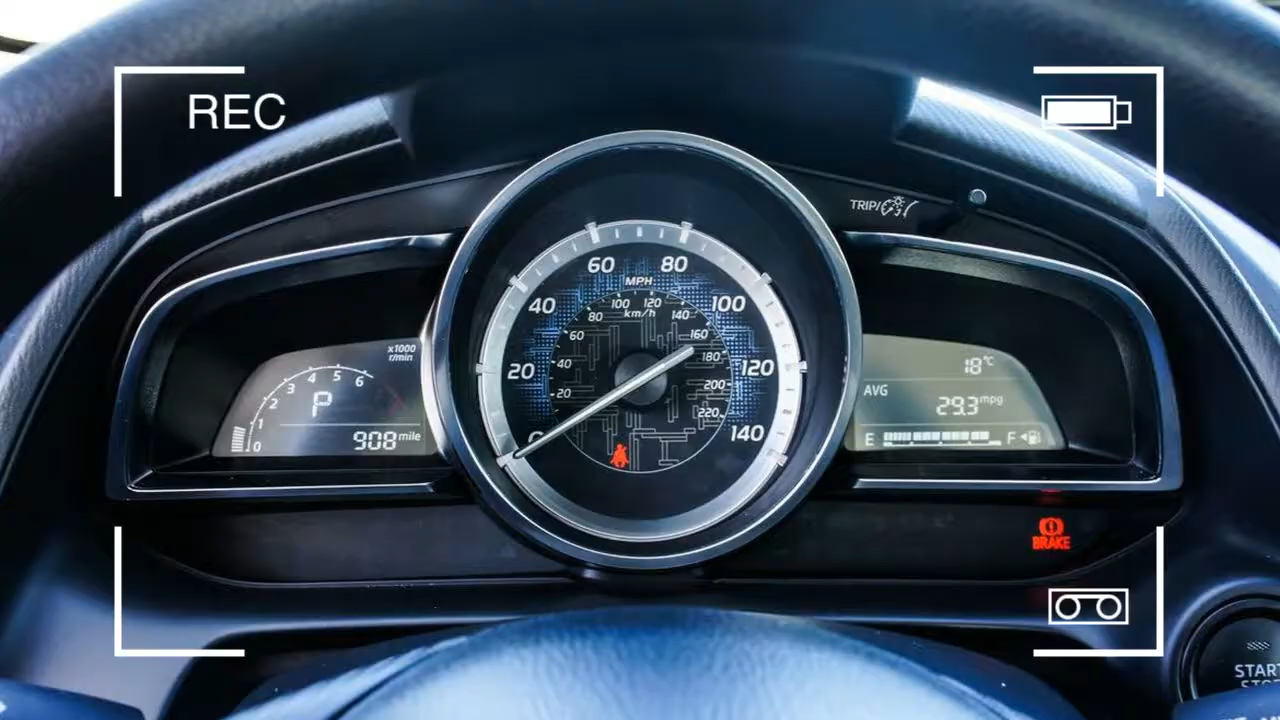 REC
TRIP/
60 80
MPH
40 100
100 120
km/h
80 140
60 160
20 120
40 180
20 200
220
0 140
x1000
r/min
4 5
3 6
2
P
1
0
908 mile
18°C
AVG
29.3 mpg
E F
BRAKE
START
STOP